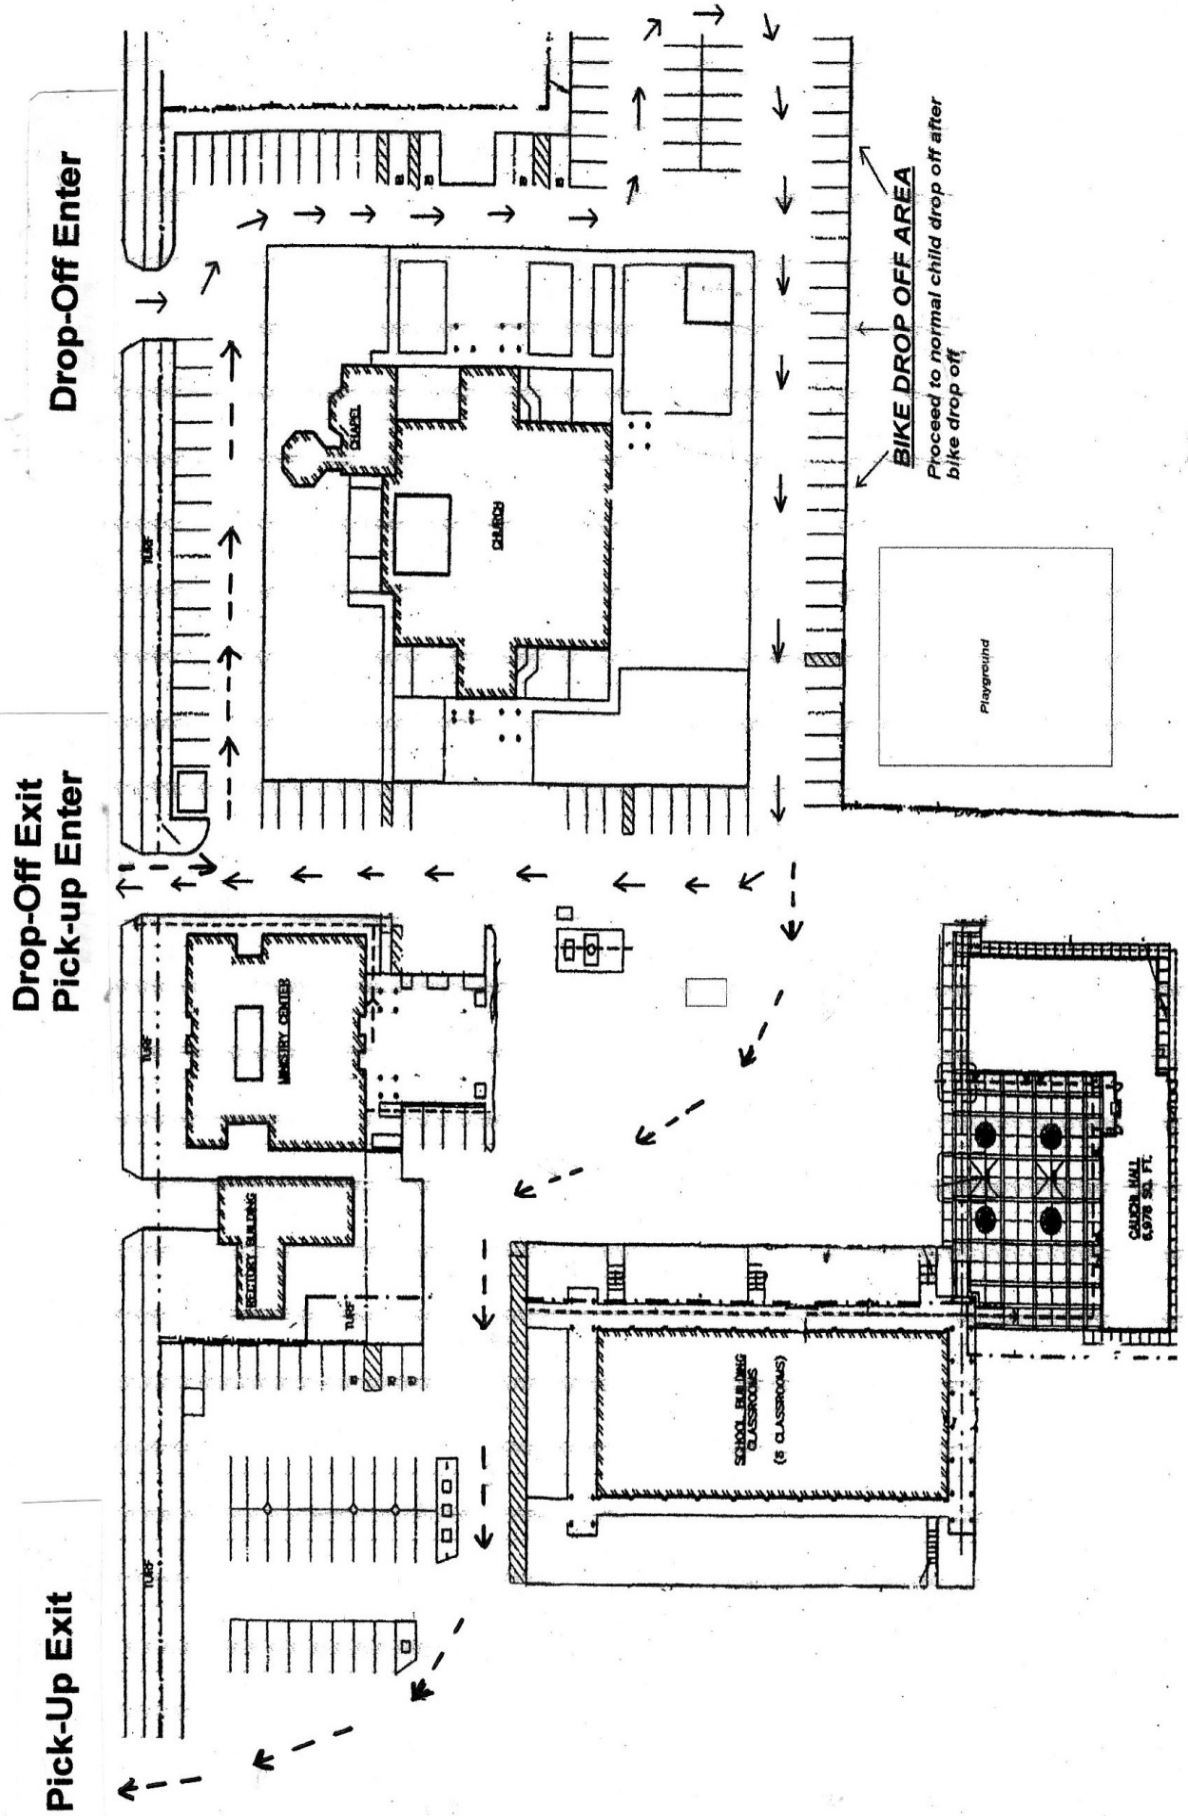 Pick-Up Exit
Drop-Off Exit
Pick-up Enter
Drop-Off Enter
TURF
TURF
TURF
RECTORY BUILDING
TURF
MINISTRY CENTER
CHAPEL
CHURCH
SCHOOL BUILDING
CLASSROOMS
(8 CLASSROOMS)
BIKE DROP OFF AREA
Proceed to normal child drop off after
bike drop off
Playground
HALL
6,978 SQ. FT.